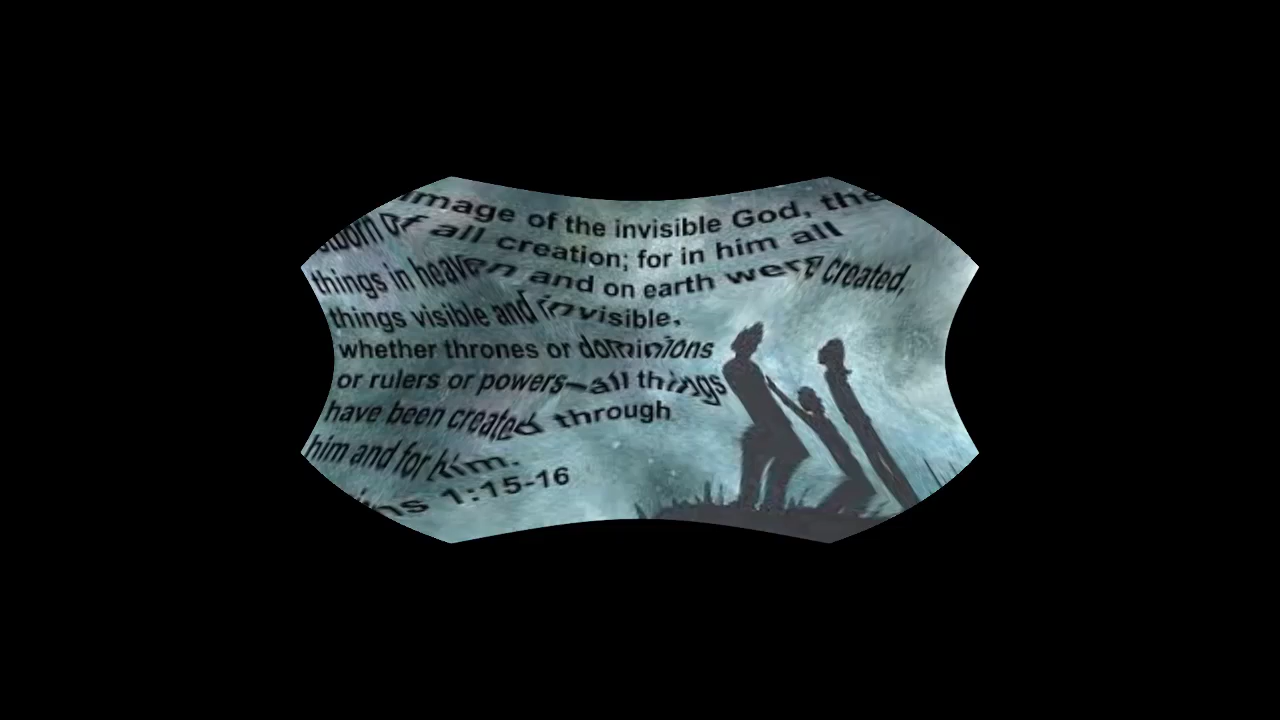 image of the invisible God, the
of all creation; for in him all
things in heaven and on earth were created,
things visible and invisible,
whether thrones or dominions
or rulers or powers—all things
have been created through
him and for him.
1:15-16